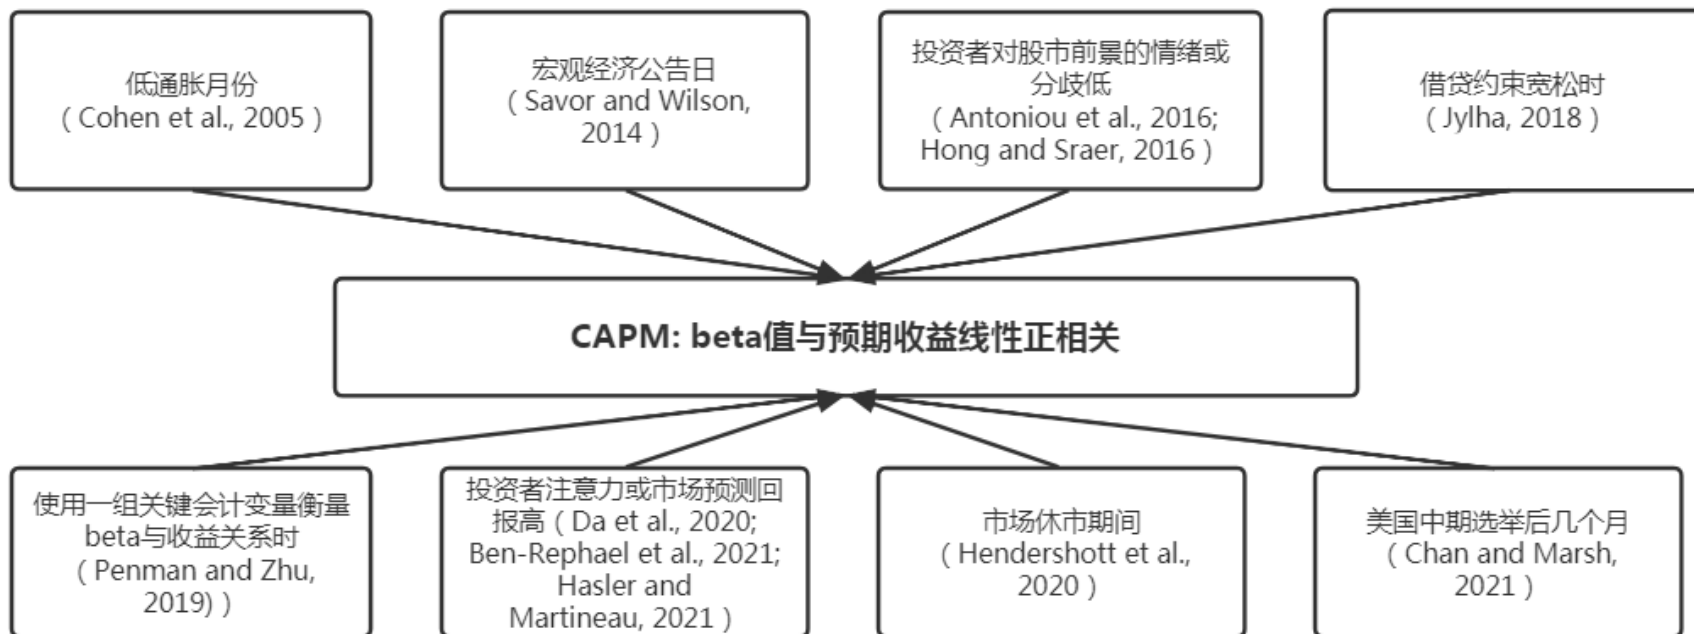 低通胀月份
（Cohen et al., 2005）
宏观经济公告日
（Savor and Wilson,
2014）
投资者对股市前景的情绪或
分歧低
（Antoniou et al., 2016;
Hong and Sraer, 2016）
借贷约束宽松时
（Jylha, 2018）
CAPM: beta值与预期收益线性正相关
使用一组关键会计变量衡量
beta与收益关系时
（Penman and Zhu,
2019)）
投资者注意力或市场预测回
报高（Da et al., 2020;
Ben-Rephael et al., 2021;
Hasler and
Martineau, 2021）
市场休市期间
（Hendershott et al.,
2020）
美国中期选举后几个月
（Chan and Marsh,
2021）